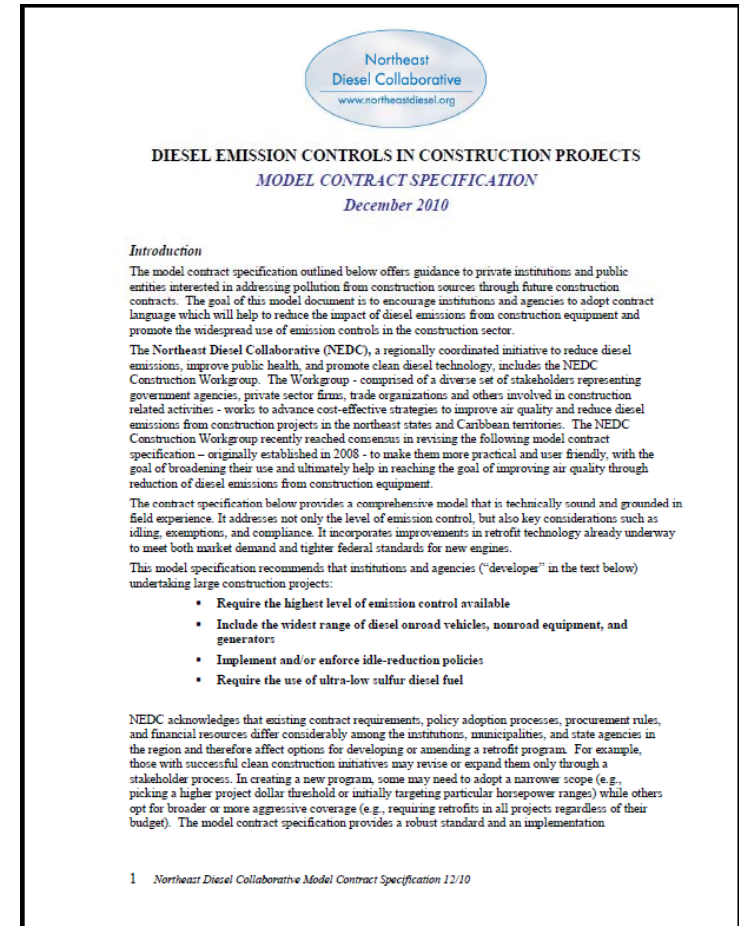 Northeast
Diesel Collaborative
www.northeastdiesel.org
DIESEL EMISSION CONTROLS IN CONSTRUCTION PROJECTS
MODEL CONTRACT SPECIFICATION
December 2010
Introduction
The model contract specification outlined below offers guidance to private institutions and public
entities interested in addressing pollution from construction sources through future construction
contracts. The goal of this model document is to encourage institutions and agencies to adopt contract
language which will help to reduce the impact of diesel emissions from construction equipment and
promote the widespread use of emission controls in the construction sector.
The Northeast Diesel Collaborative (NEDC), a regionally coordinated initiative to reduce diesel
emissions, improve public health, and promote clean diesel technology, includes the NEDC
Construction Workgroup. The Workgroup - comprised of a diverse set of stakeholders representing
government agencies, private sector firms, trade organizations and others involved in construction
related activities - works to advance cost-effective strategies to improve air quality and reduce diesel
emissions from construction projects in the northeast states and Caribbean territories. The NEDC
Construction Workgroup recently reached consensus in revising the following model contract
specification – originally established in 2008 - to make them more practical and user friendly, with the
goal of broadening their use and ultimately help in reaching the goal of improving air quality through
reduction of diesel emissions from construction equipment.
The contract specification below provides a comprehensive model that is technically sound and grounded in
field experience. It addresses not only the level of emission control, but also key considerations such as
idling, exemptions, and compliance. It incorporates improvements in retrofit technology already underway
to meet both market demand and tighter federal standards for new engines.
This model specification recommends that institutions and agencies (“developer” in the text below)
undertaking large construction projects:
▪ Require the highest level of emission control available
▪ Include the widest range of diesel onroad vehicles, nonroad equipment, and
generators
▪ Implement and/or enforce idle-reduction policies
▪ Require the use of ultra-low sulfur diesel fuel
NEDC acknowledges that existing contract requirements, policy adoption processes, procurement rules,
and financial resources differ considerably among the institutions, municipalities, and state agencies in
the region and therefore affect options for developing or amending a retrofit program. For example,
those with successful clean construction initiatives may revise or expand them only through a
stakeholder process. In creating a new program, some may need to adopt a narrower scope (e.g.,
picking a higher project dollar threshold or initially targeting particular horsepower ranges) while others
opt for broader or more aggressive coverage (e.g., requiring retrofits in all projects regardless of their
budget). The model contract specification provides a robust standard and an implementation
1 Northeast Diesel Collaborative Model Contract Specification 12/10